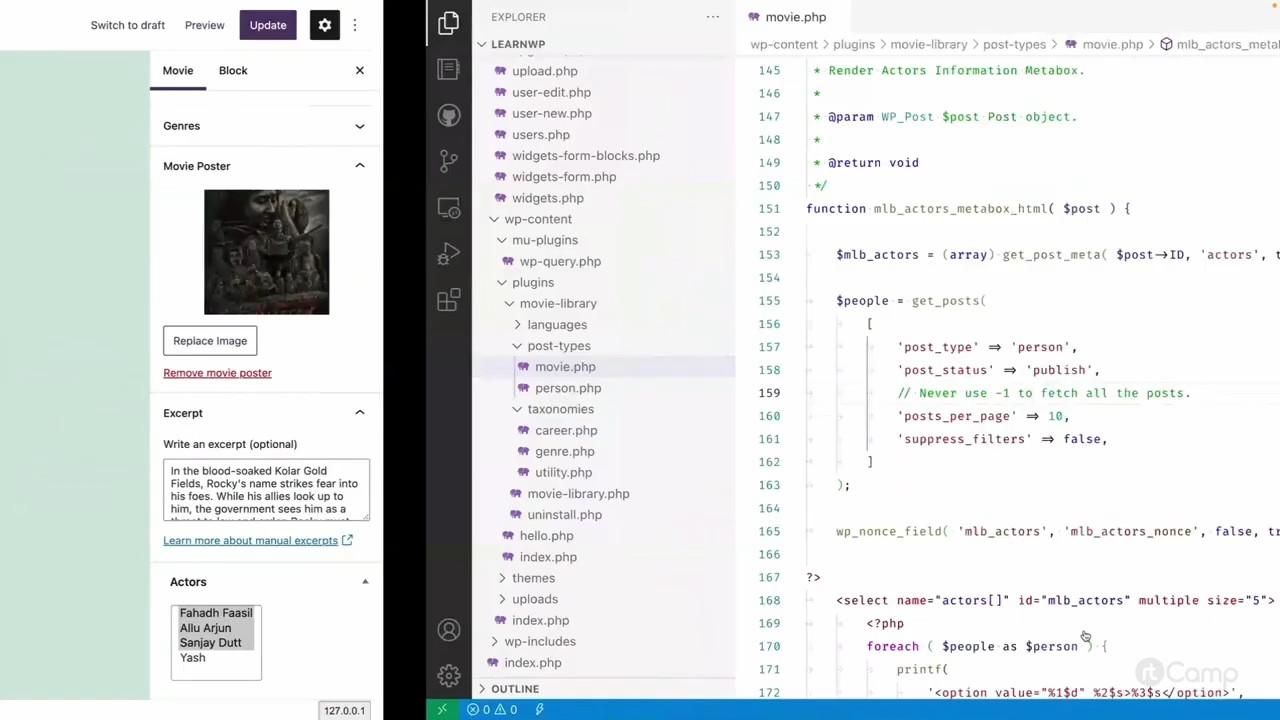 Switch to draft
Preview
Update
Movie
Block
Genres
Movie Poster
Replace Image
Remove movie poster
Excerpt
Write an excerpt (optional)
In the blood-soaked Kolar Gold
Fields, Rocky's name strikes fear into
his foes. While his allies look up to
him, the government sees him as a
Learn more about manual excerpts
Actors
Fahadh Faasil
Allu Arjun
Sanjay Dutt
Yash
127.0.0.1
EXPLORER
LEARNWP
upload.php
user-edit.php
user-new.php
users.php
widgets-form-blocks.php
widgets-form.php
widgets.php
wp-content
mu-plugins
wp-query.php
plugins
movie-library
languages
post-types
movie.php
person.php
taxonomies
career.php
genre.php
utility.php
movie-library.php
uninstall.php
hello.php
index.php
themes
uploads
index.php
wp-includes
index.php
OUTLINE
0 0
movie.php
wp-content > plugins > movie-library > post-types > movie.php > mlb_actors_metal
145 * Render Actors Information Metabox.
146 *
147 * @param WP_Post $post Post object.
148 *
149 * @return void
150 */
151 function mlb_actors_metabox_html( $post ) {
152
153 $mlb_actors = (array) get_post_meta( $post->ID, 'actors', t
154
155 $people = get_posts(
156 [
157 'post_type' => 'person',
158 'post_status' => 'publish',
159 // Never use -1 to fetch all the posts.
160 'posts_per_page' => 10,
161 'suppress_filters' => false,
162 ]
163 );
164
165 wp_nonce_field( 'mlb_actors', 'mlb_actors_nonce', false, tr
166
167 ?>
168 <select name="actors[]" id="mlb_actors" multiple size="5">
169 <?php
170 foreach ( $people as $person ) {
171 printf(
172 '<option value="%1$d" %2$s>%3$s</option>',
rtCamp